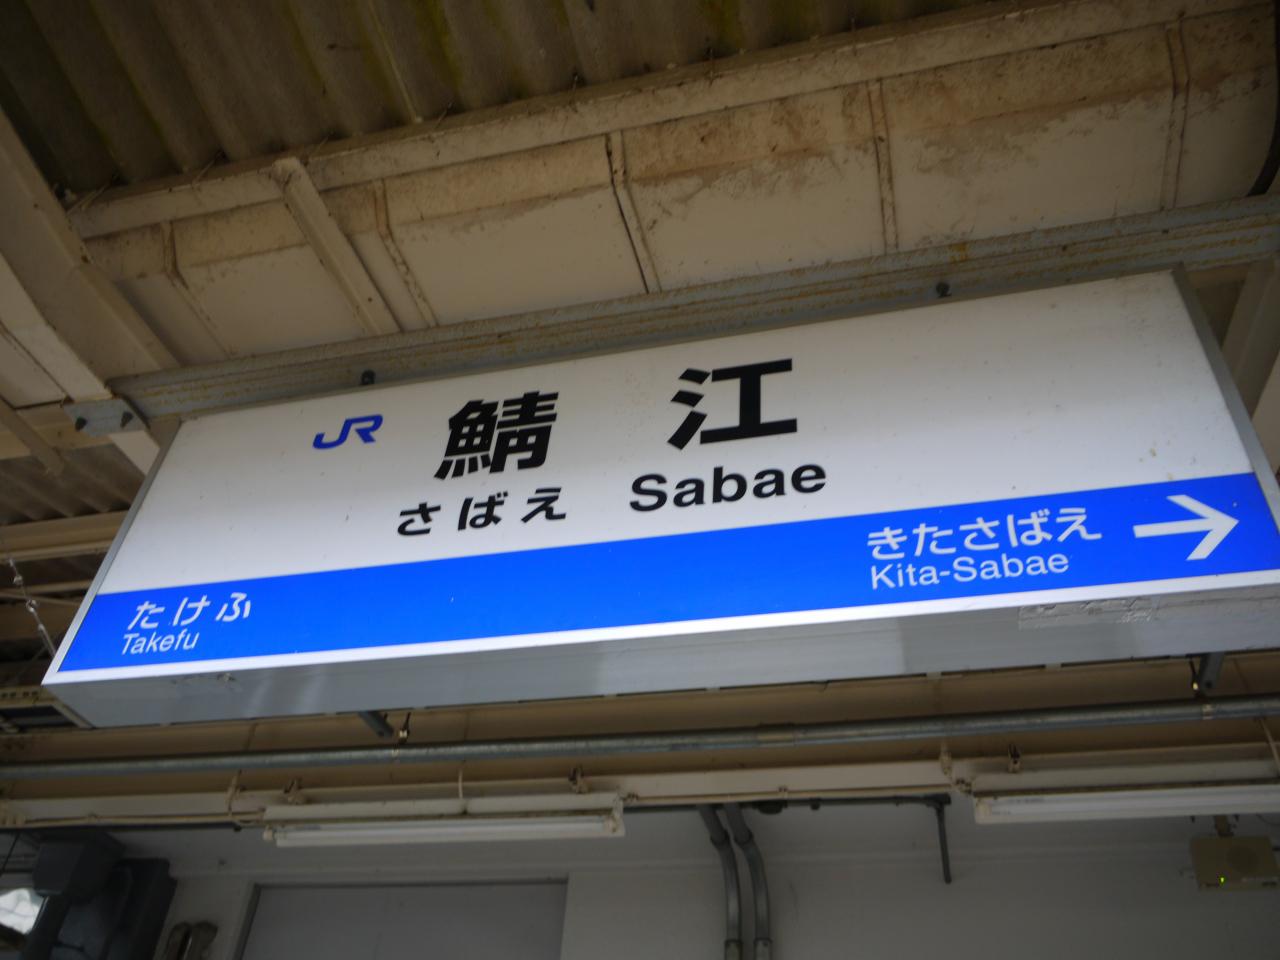 JR 鯖江
さばえ Sabae
たけふ
Takefu
きたさばえ →
Kita-Sabae